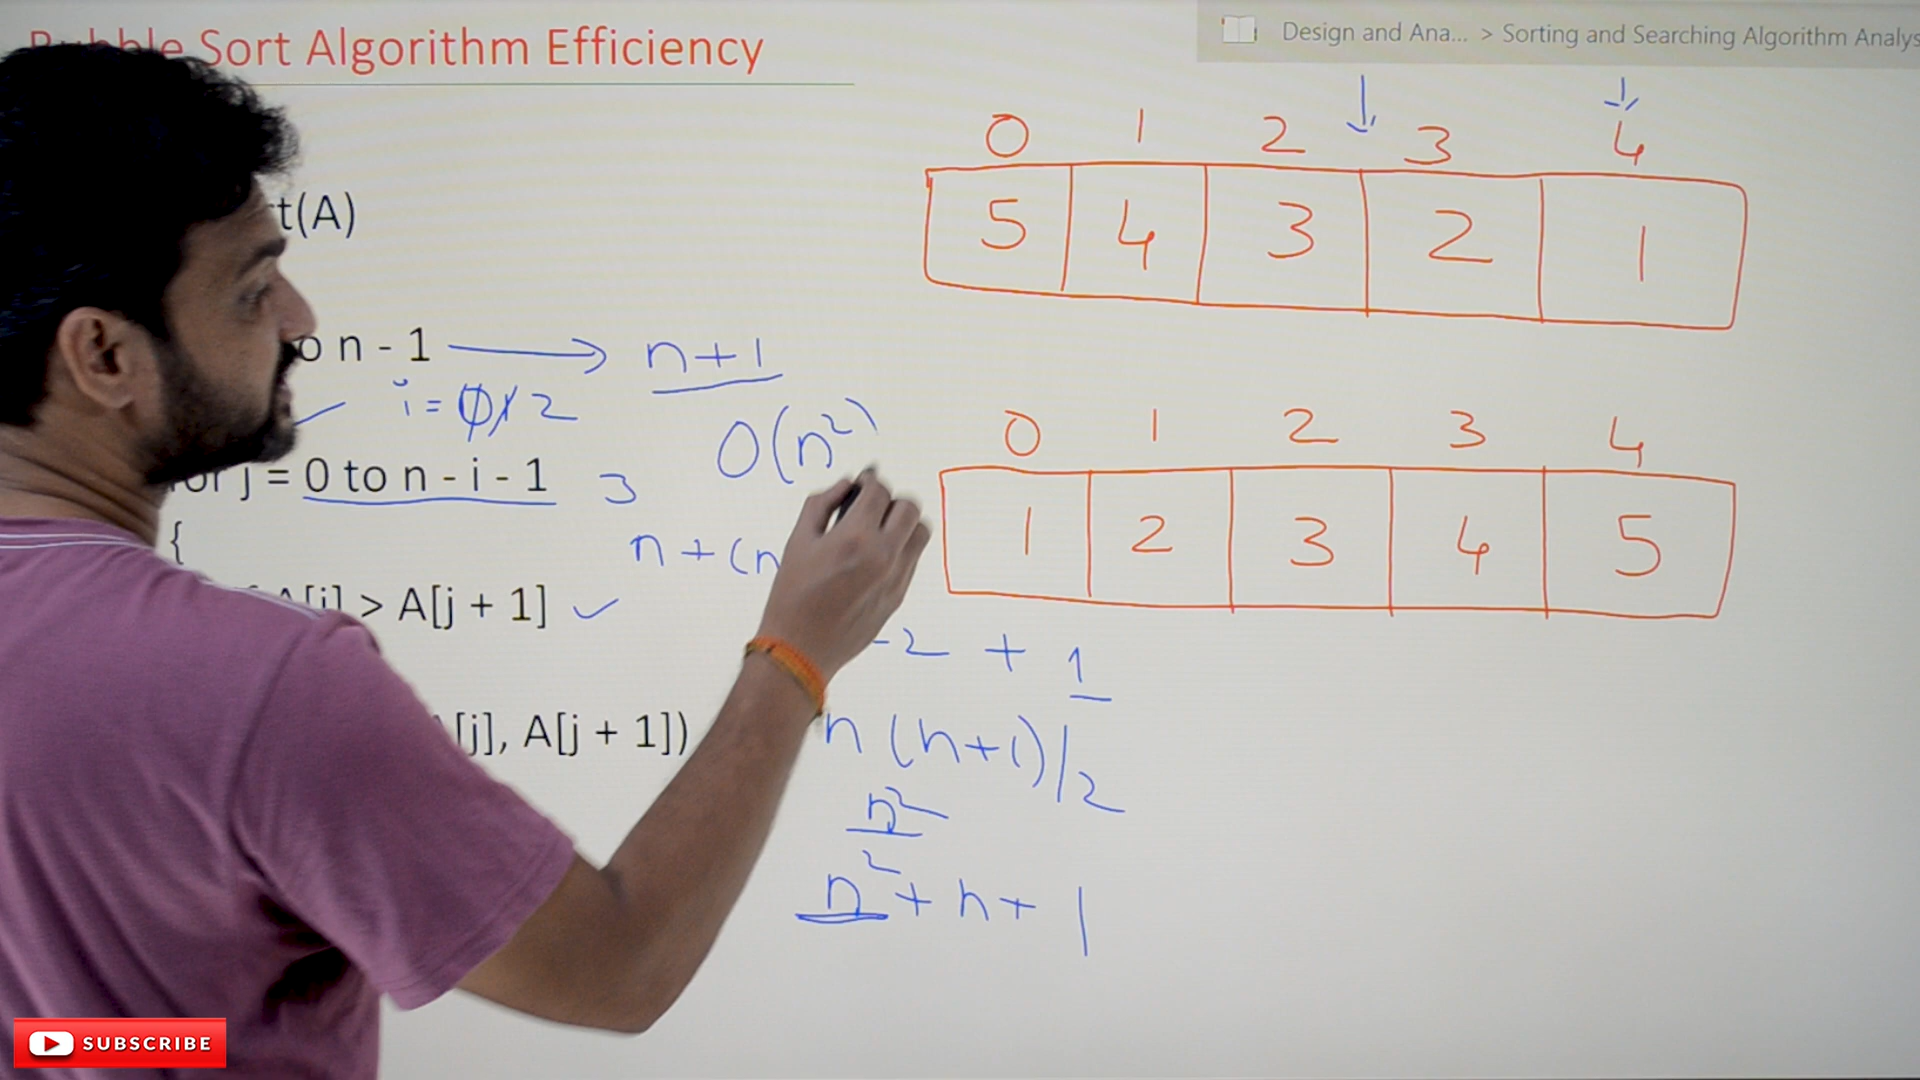 Bubble Sort Algorithm Efficiency
Design and Ana... > Sorting and Searching Algorithm Analys
t(A)
o n - 1 → n+1
i = 0 1 2
or j = 0 to n - i - 1 3
O(n²)
{
n + (n
A[j] > A[j + 1] ✓
-2 + 1
[j], A[j + 1])
n(n+1)/2
n²
n² + n + 1
0 1 2 3 4
5 4 3 2 1
0 1 2 3 4
1 2 3 4 5
SUBSCRIBE